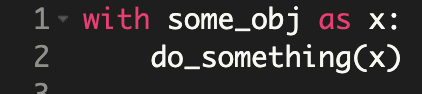 1 with some_obj as x:
2     do_something(x)
3